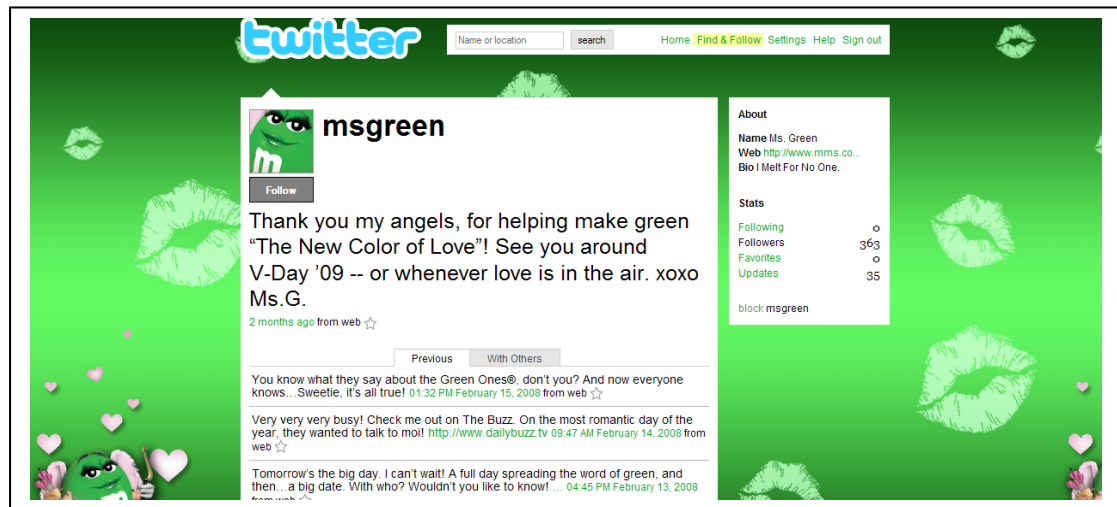 twitter
Name or location search Home Find & Follow Settings Help Sign out
msgreen
m
Follow
Thank you my angels, for helping make green
“The New Color of Love”! See you around
V-Day ’09 -- or whenever love is in the air. xoxo
Ms.G.
2 months ago from web
Previous With Others
You know what they say about the Green Ones®, don't you? And now everyone
knows…Sweetie, it's all true! 01:32 PM February 15, 2008 from web
Very very very busy! Check me out on The Buzz. On the most romantic day of the
year, they wanted to talk to moi! http://www.dailybuzz.tv 09:47 AM February 14, 2008 from
web
Tomorrow's the big day. I can't wait! A full day spreading the word of green, and
then…a big date. With who? Wouldn't you like to know! ... 04:45 PM February 13, 2008
from web
About
Name Ms. Green
Web http://www.mms.co...
Bio I Melt For No One.
Stats
Following 0
Followers 363
Favorites 0
Updates 35
block msgreen
m